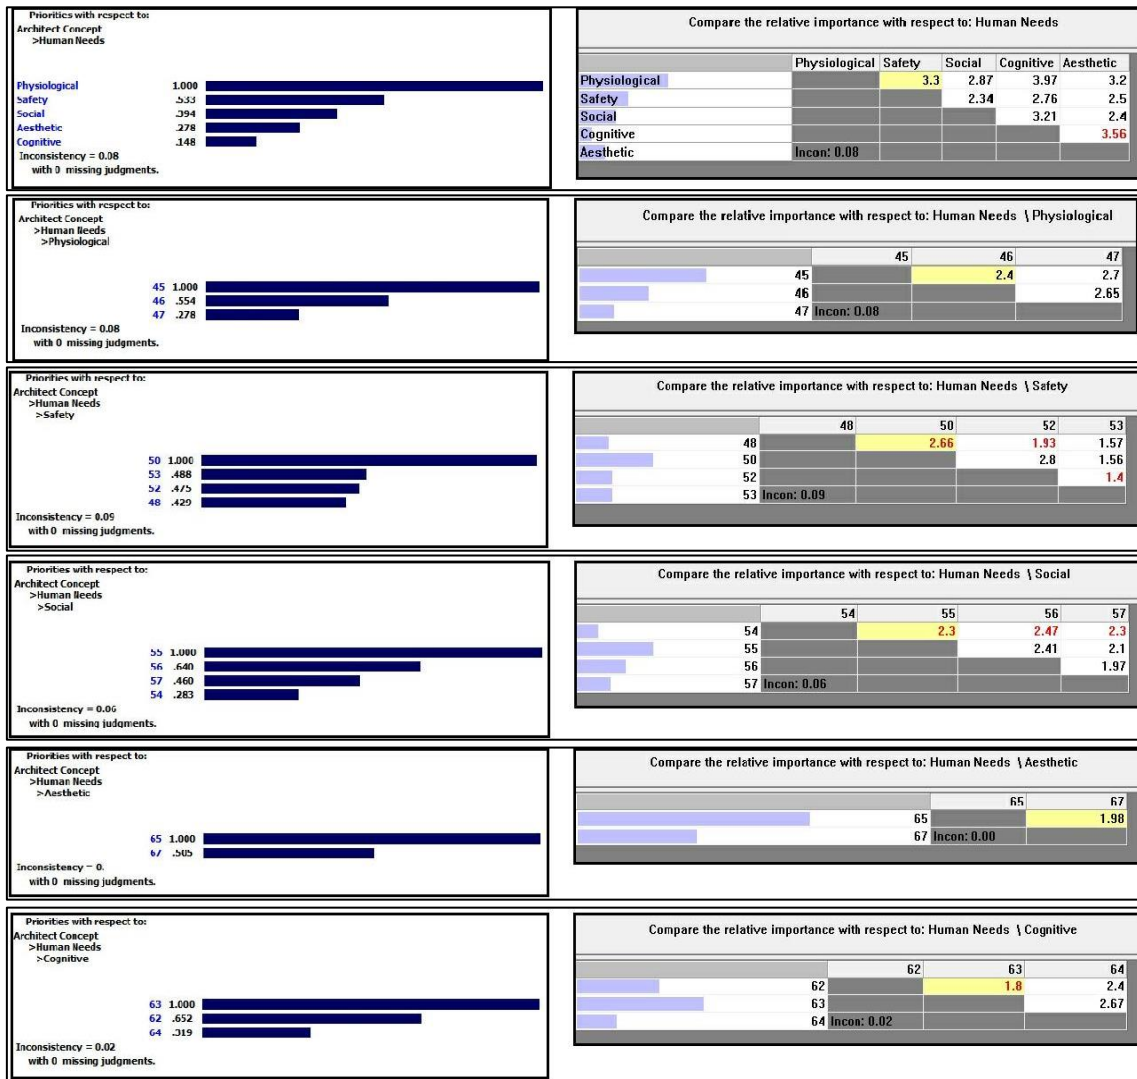 Priorities with respect to:
Architect Concept
>Human Needs
Physiological 1.000
Safety .533
Social .394
Aesthetic .278
Cognitive .148
Inconsistency = 0.08
with 0 missing judgments.
Compare the relative importance with respect to: Human Needs
Physiological Safety Social Cognitive Aesthetic
Physiological 3.3 2.87 3.97 3.2
Safety 2.34 2.76 2.5
Social 3.21 2.4
Cognitive 3.56
Aesthetic Incon: 0.08
Priorities with respect to:
Architect Concept
>Human Needs
>Physiological
45 1.000
46 .554
47 .278
Inconsistency = 0.08
with 0 missing judgments.
Compare the relative importance with respect to: Human Needs \ Physiological
45 46 47
45 2.4 2.7
46 2.65
47 Incon: 0.08
Priorities with respect to:
Architect Concept
>Human Needs
>Safety
50 1.000
53 .488
52 .475
48 .429
Inconsistency = 0.09
with 0 missing judgments.
Compare the relative importance with respect to: Human Needs \ Safety
48 50 52 53
48 2.66 1.93 1.57
50 2.8 1.56
52 1.4
53 Incon: 0.09
Priorities with respect to:
Architect Concept
>Human Needs
>Social
55 1.000
56 .640
57 .460
54 .283
Inconsistency = 0.06
with 0 missing judgments.
Compare the relative importance with respect to: Human Needs \ Social
54 55 56 57
54 2.3 2.47 2.3
55 2.41 2.1
56 1.97
57 Incon: 0.06
Priorities with respect to:
Architect Concept
>Human Needs
>Aesthetic
65 1.000
67 .505
Inconsistency = 0.
with 0 missing judgments.
Compare the relative importance with respect to: Human Needs \ Aesthetic
65 67
65 1.98
67 Incon: 0.00
Priorities with respect to:
Architect Concept
>Human Needs
>Cognitive
63 1.000
62 .652
64 .319
Inconsistency = 0.02
with 0 missing judgments.
Compare the relative importance with respect to: Human Needs \ Cognitive
62 63 64
62 1.8 2.4
63 2.67
64 Incon: 0.02